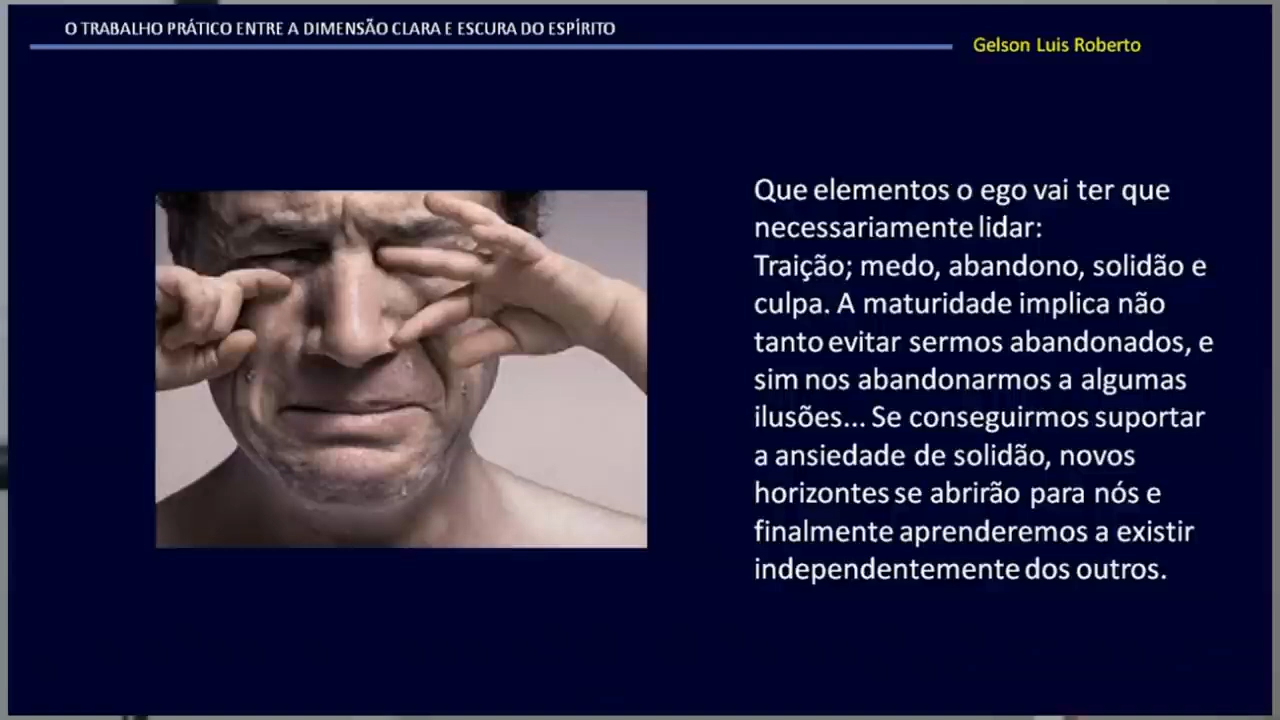 O TRABALHO PRÁTICO ENTRE A DIMENSÃO CLARA E ESCURA DO ESPÍRITO
Gelson Luis Roberto
Que elementos o ego vai ter que
necessariamente lidar:
Traição; medo, abandono, solidão e
culpa. A maturidade implica não
tanto evitar sermos abandonados, e
sim nos abandonarmos a algumas
ilusões... Se conseguirmos suportar
a ansiedade de solidão, novos
horizontes se abrirão para nós e
finalmente aprenderemos a existir
independentemente dos outros.